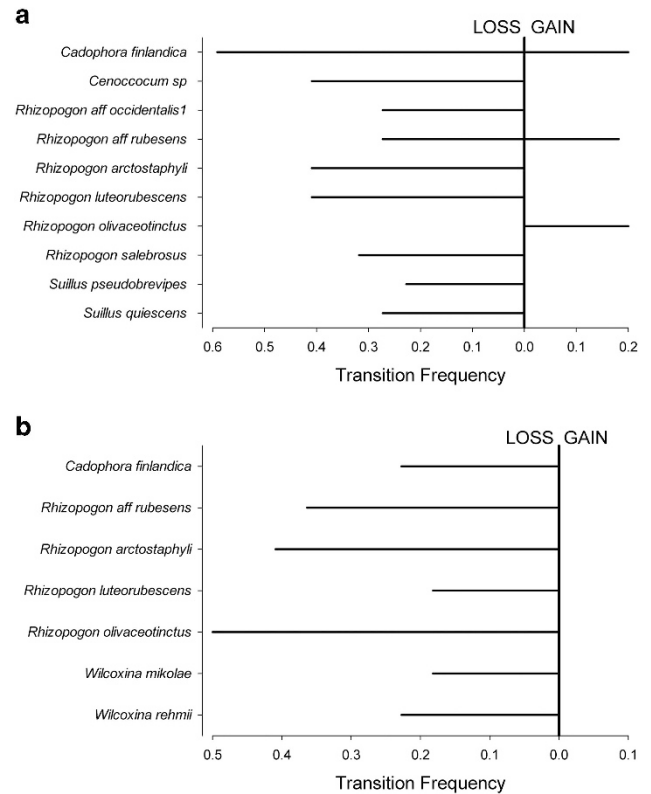 a
LOSS GAIN
Cadophora finlandica
Cenoccocum sp
Rhizopogon aff occidentalis1
Rhizopogon aff rubesens
Rhizopogon arctostaphyli
Rhizopogon luteorubescens
Rhizopogon olivaceotinctus
Rhizopogon salebrosus
Suillus pseudobrevipes
Suillus quiescens
0.6 0.5 0.4 0.3 0.2 0.1 0.0 0.1 0.2
Transition Frequency
b
LOSS GAIN
Cadophora finlandica
Rhizopogon aff rubesens
Rhizopogon arctostaphyli
Rhizopogon luteorubescens
Rhizopogon olivaceotinctus
Wilcoxina mikolae
Wilcoxina rehmii
0.5 0.4 0.3 0.2 0.1 0.0 0.1
Transition Frequency